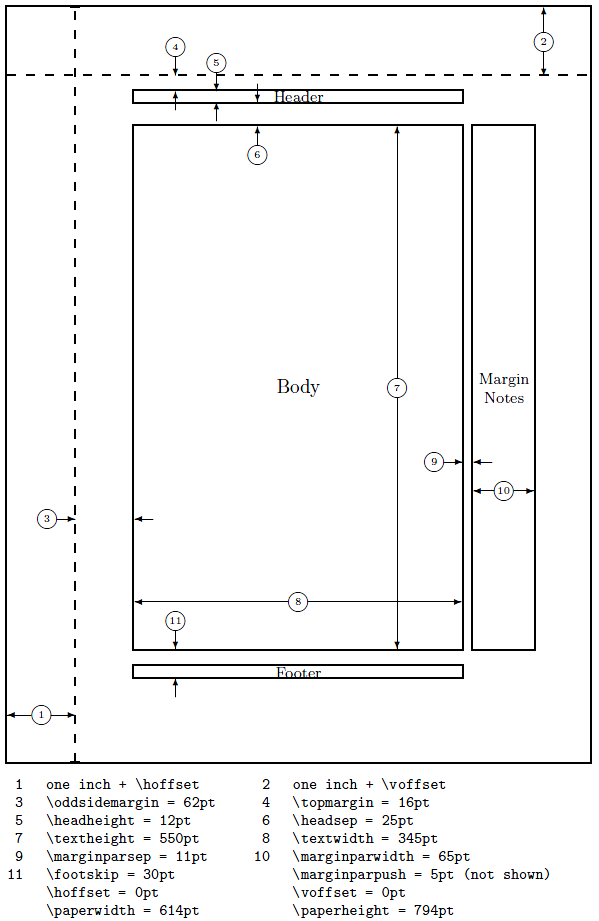 2
4
5
Header
6
Body
7
Margin
Notes
9
10
3
8
11
Footer
1
1 one inch + \hoffset 2 one inch + \voffset
3 \oddsidemargin = 62pt 4 \topmargin = 16pt
5 \headheight = 12pt 6 \headsep = 25pt
7 \textheight = 550pt 8 \textwidth = 345pt
9 \marginparsep = 11pt 10 \marginparwidth = 65pt
11 \footskip = 30pt \marginparpush = 5pt (not shown)
\hoffset = 0pt \voffset = 0pt
\paperwidth = 614pt \paperheight = 794pt